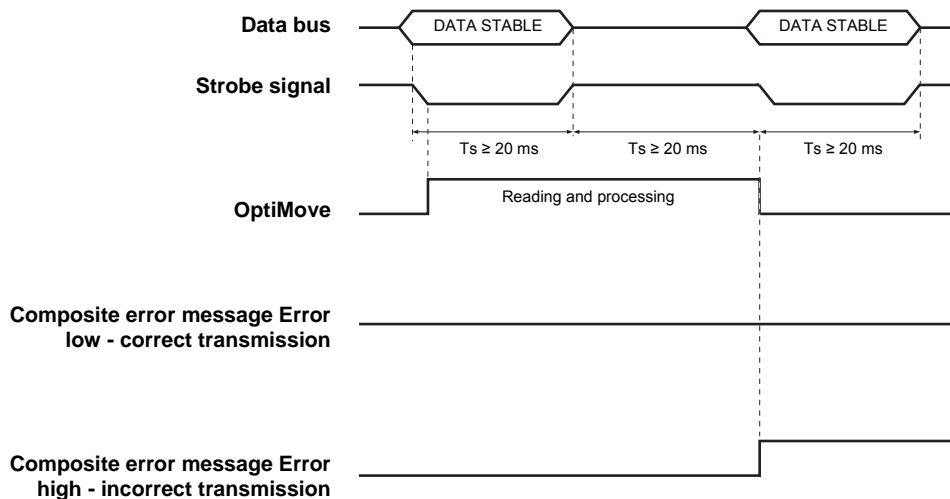 Data bus
DATA STABLE
DATA STABLE
Strobe signal
Ts ≥ 20 ms
Ts ≥ 20 ms
Ts ≥ 20 ms
OptiMove
Reading and processing
Composite error message Error
low - correct transmission
Composite error message Error
high - incorrect transmission